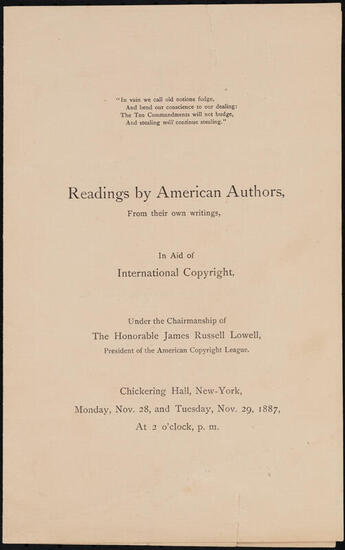 "In vain we call old notions fudge,
And bend our conscience to our dealing;
The Ten Commandments will not budge,
And stealing will continue stealing."
Readings by American Authors,
From their own writings,
In Aid of
International Copyright,
Under the Chairmanship of
The Honorable James Russell Lowell,
President of the American Copyright League.
Chickering Hall, New-York,
Monday, Nov. 28, and Tuesday, Nov. 29, 1887,
At 2 o'clock, p. m.